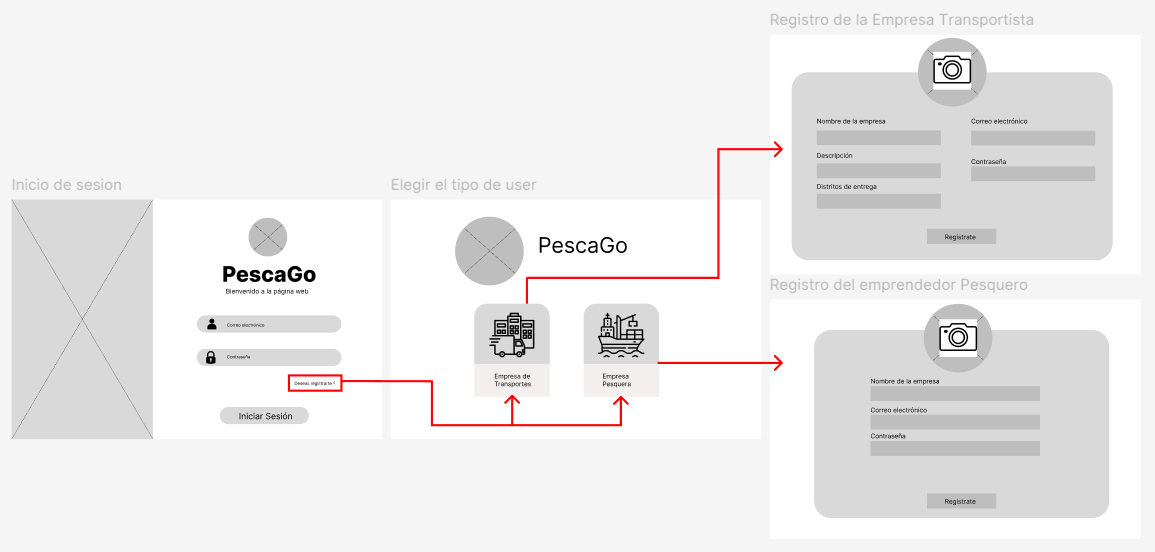 Registro de la Empresa Transportista
Nombre de la empresa
Correo electrónico
Descripción
Contraseña
Distritos de entrega
Registrate
Inicio de sesion
PescaGo
Bienvenido a la página web
Correo electrónico
Contraseña
Deseas registrarte ?
Iniciar Sesión
Elegir el tipo de user
PescaGo
Empresa de
Transportes
Empresa
Pesquera
Registro del emprendedor Pesquero
Nombre de la empresa
Correo electrónico
Contraseña
Registrate